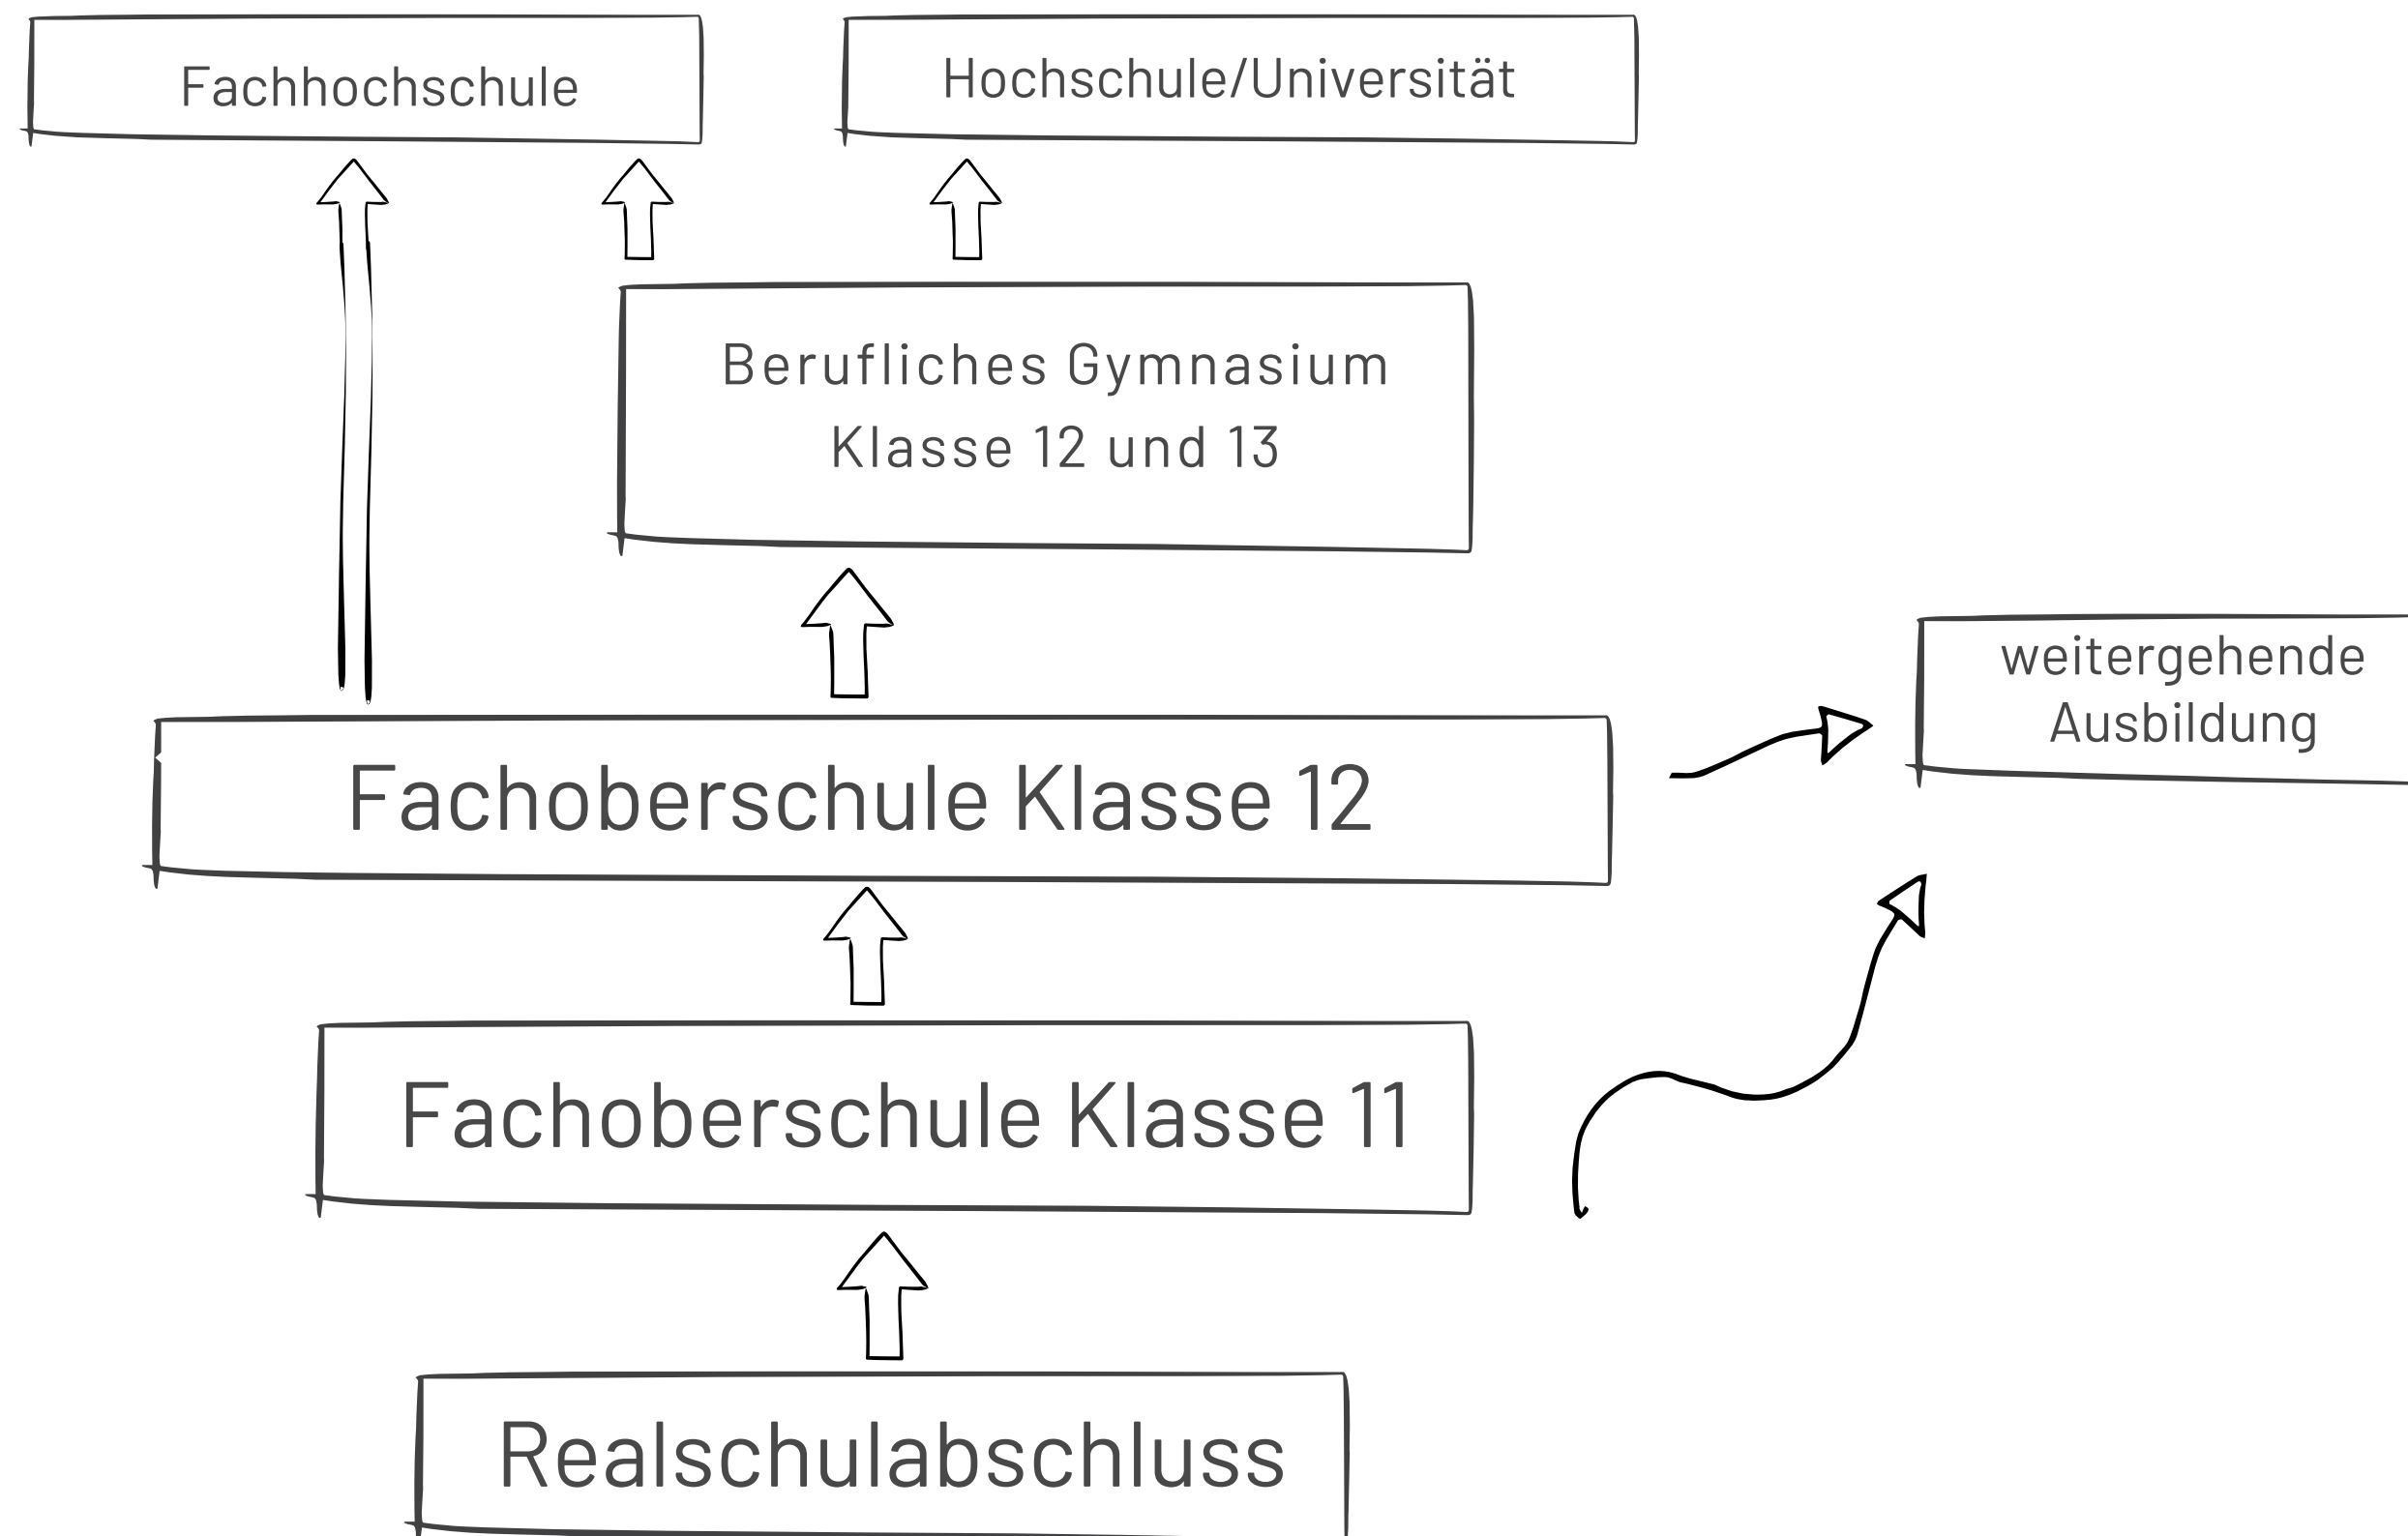 Fachhochschule
Hochschule/Universität
Berufliches Gymnasium
Klasse 12 und 13
weitergehende
Ausbildung
Fachoberschule Klasse 12
Fachoberschule Klasse 11
Realschulabschluss